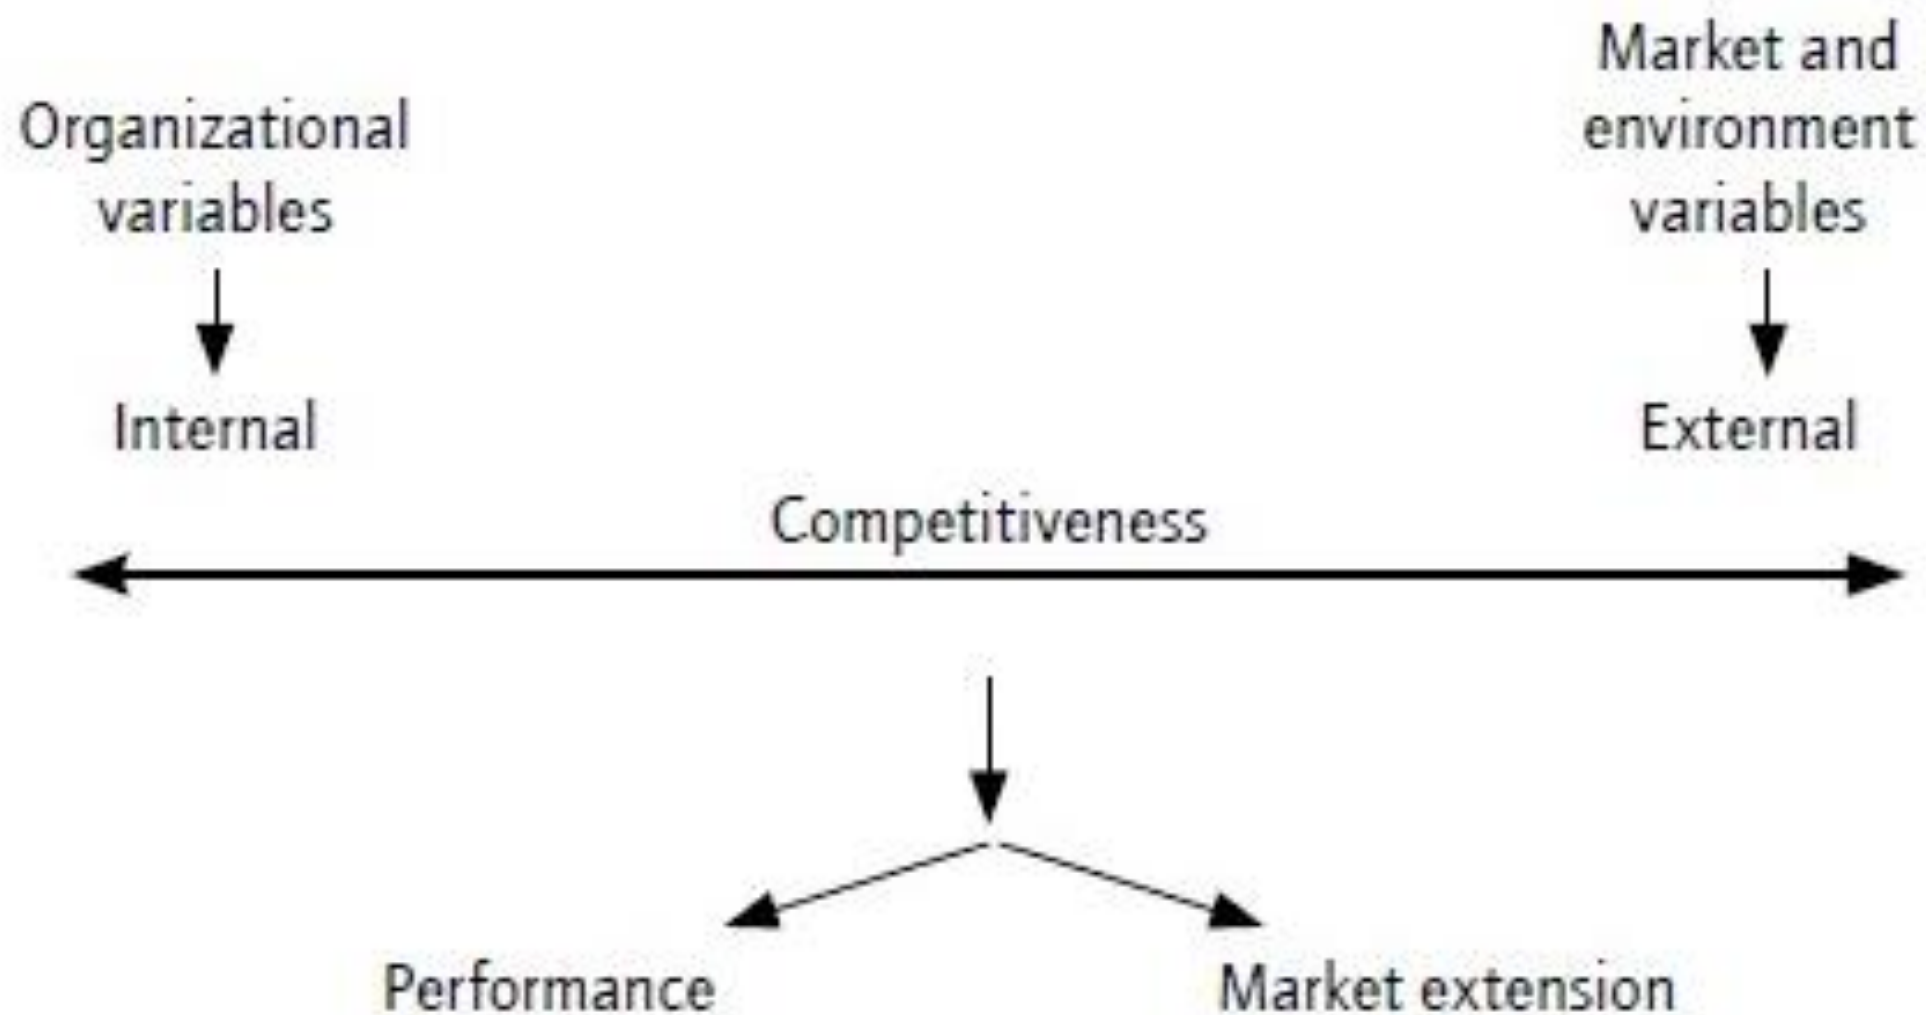 Organizational
variables
Market and
environment
variables
Internal
External
Competitiveness
Performance
Market extension